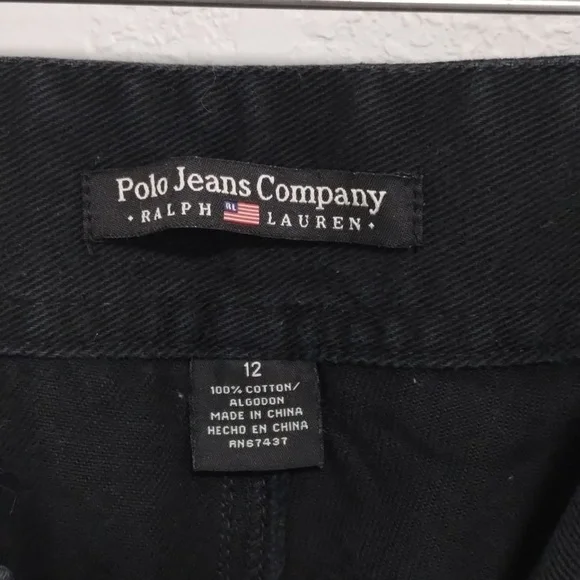 Polo Jeans Company
• RALPH RL LAUREN •
12
100% COTTON/
ALGODON
MADE IN CHINA
HECHO EN CHINA
RN67437